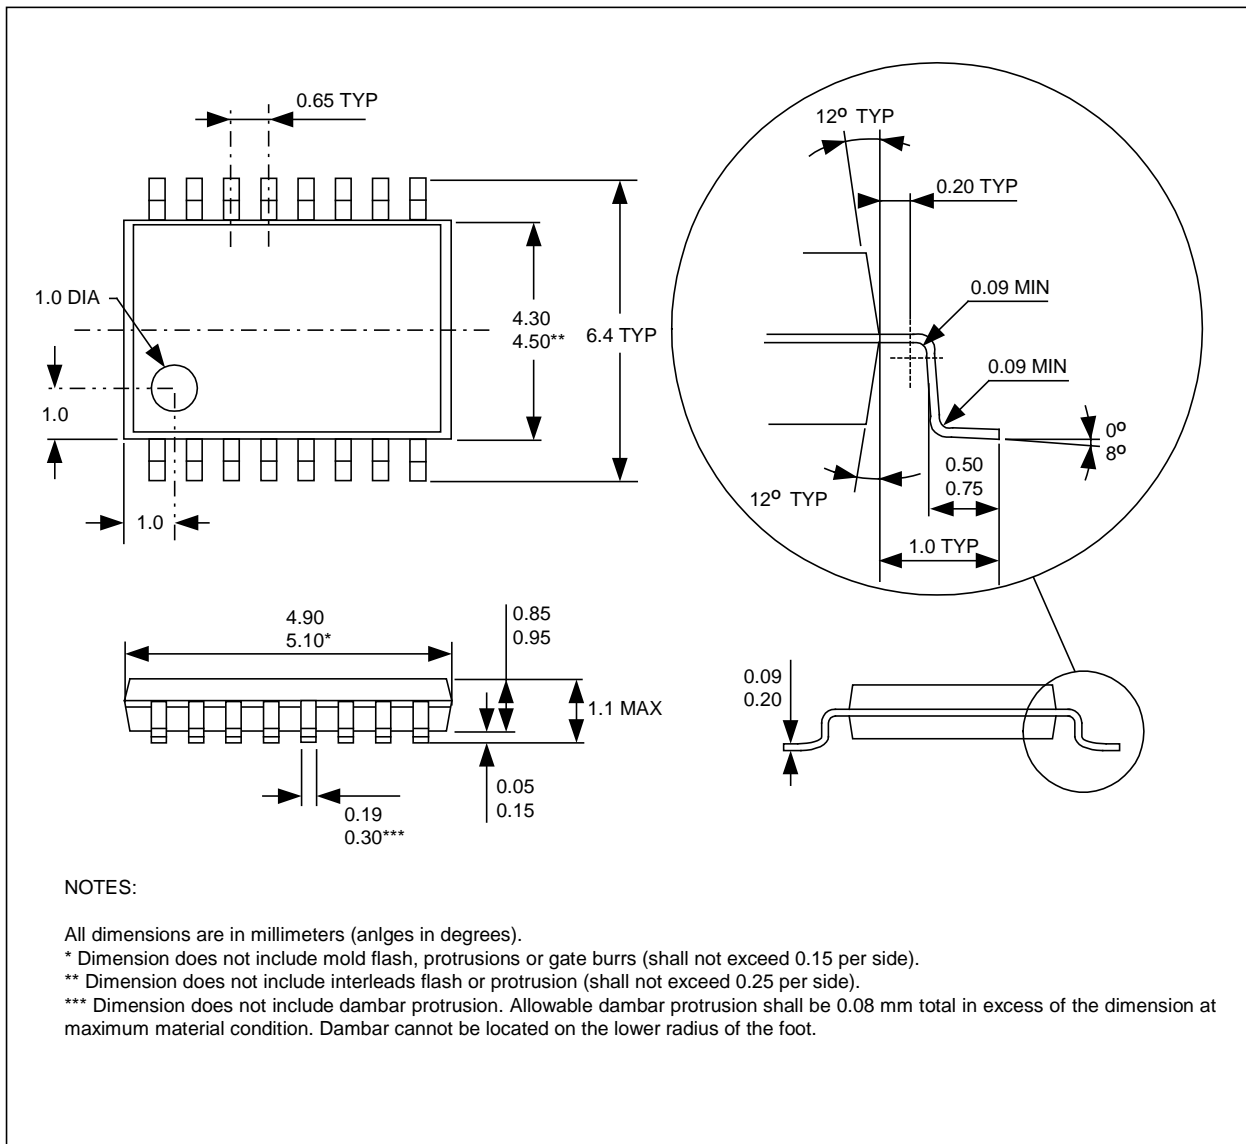 0.65 TYP
1.0 DIA
4.30
4.50**
6.4 TYP
1.0
1.0
12º TYP
0.20 TYP
0.09 MIN
0.09 MIN
0º
8º
0.50
0.75
12º TYP
1.0 TYP
4.90
5.10*
0.85
0.95
1.1 MAX
0.05
0.15
0.19
0.30***
0.09
0.20
NOTES:
All dimensions are in millimeters (anlges in degrees).
* Dimension does not include mold flash, protrusions or gate burrs (shall not exceed 0.15 per side).
** Dimension does not include interleads flash or protrusion (shall not exceed 0.25 per side).
*** Dimension does not include dambar protrusion. Allowable dambar protrusion shall be 0.08 mm total in excess of the dimension at
maximum material condition. Dambar cannot be located on the lower radius of the foot.